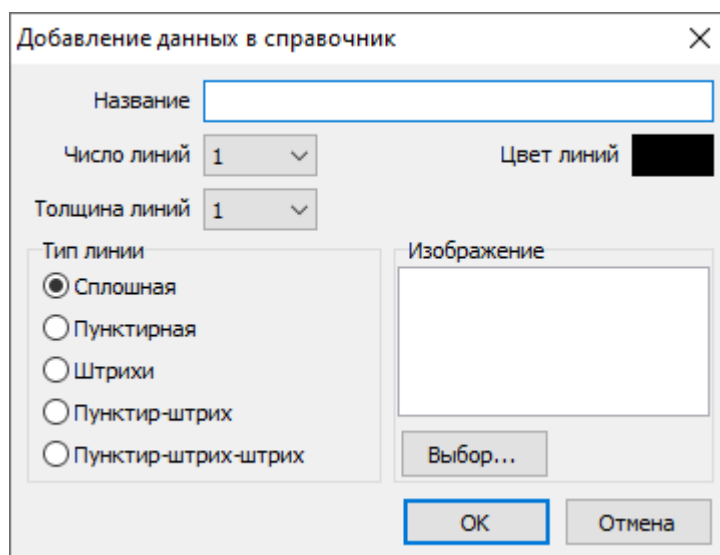 Добавление данных в справочник
Название
Число линий 1 Цвет линий
Толщина линий 1
Тип линии
Сплошная
Пунктирная
Штрихи
Пунктир-штрих
Пунктир-штрих-штрих
Изображение
Выбор...
ОК Отмена